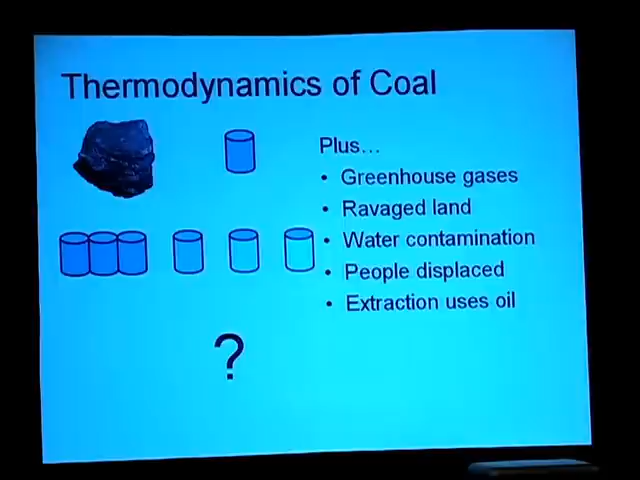 Thermodynamics of Coal
Plus...
• Greenhouse gases
• Ravaged land
• Water contamination
• People displaced
• Extraction uses oil
?